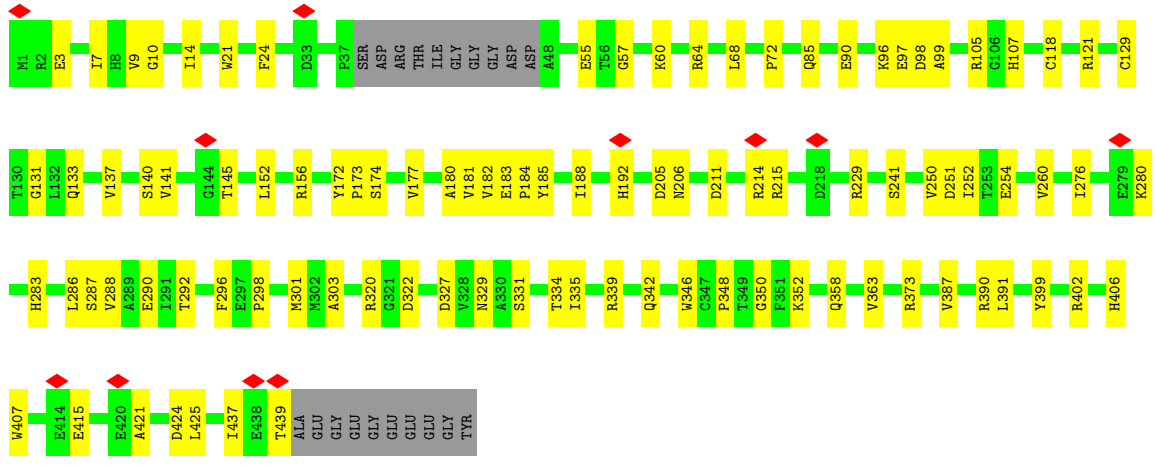 M1 R2 E3 I7 H8 V9 G10 I14 W21 F24 D33 P37 SER ASP ARG THR ILE GLY GLY GLY ASP ASP A48 E55 T56 G57 K60 R64 L68 P72 Q85 E90 K96 E97 D98 A99 R105 G106 H107 C118 R121 C129
T130 G131 L132 Q133 V137 S140 V141 G144 T145 L152 R156 Y172 P173 S174 V177 A180 V181 V182 E183 P184 Y185 I188 H192 D205 N206 D211 R214 R215 D218 R229 S241 V250 D251 I252 T253 E254 V260 I276 E279 K280
H283 L286 S287 V288 A289 E290 I291 T292 F296 E297 P298 M301 M302 A303 R320 G321 D322 D327 V328 N329 A330 S331 T334 I335 R339 Q342 W346 C347 P348 T349 G350 F351 K352 Q358 V363 R373 V387 R390 L391 Y399 R402 H406
W407 E414 E415 E420 A421 D424 L425 I437 E438 T439 ALA GLU GLY GLU GLY GLU GLU GLU GLY TYR